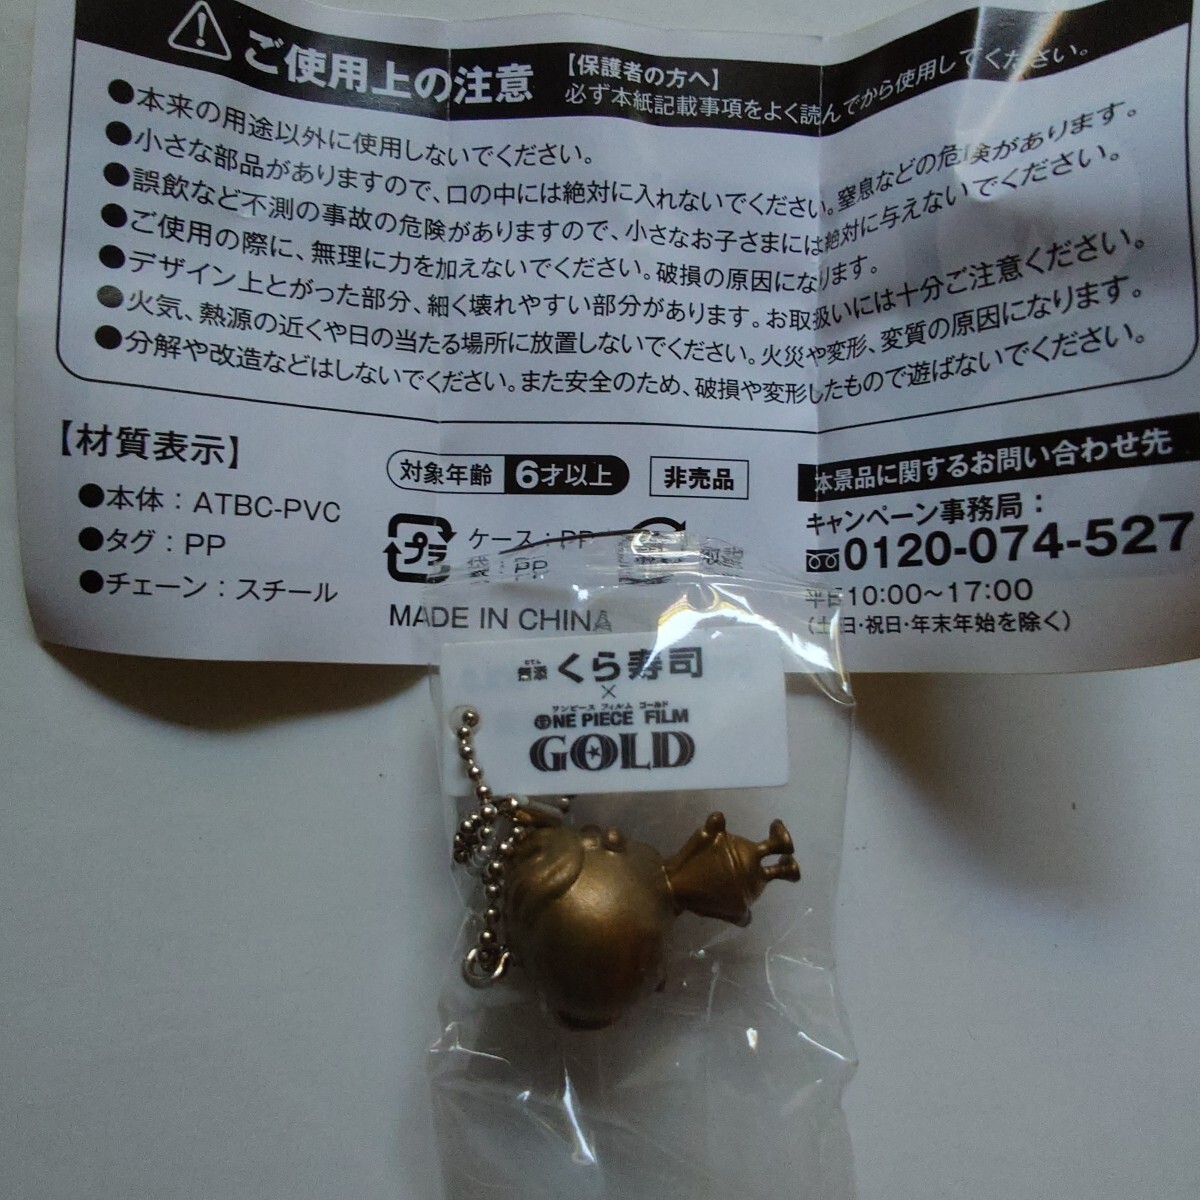 ご使用上の注意
【保護者の方へ】
必ず本紙記載事項をよく読んでから使用してください。
●本来の用途以外に使用しないでください。
●小さな部品がありますので、口の中には絶対に入れないでください。窒息などの危険があります。
●誤飲など不測の事故の危険がありますので、小さなお子さまには絶対に与えないでください。
●ご使用の際に、無理に力を加えないでください。破損の原因になります。
●デザイン上とがった部分、細く壊れやすい部分があります。お取扱いには十分ご注意ください。
●火気、熱源の近くや日の当たる場所に放置しないでください。火災や変形、変質の原因になります。
●分解や改造などはしないでください。また安全のため、破損や変形したもので遊ばないでください。
【材質表示】
●本体：ATBC-PVC
●タグ：PP
●チェーン：スチール
対象年齢 6才以上
非売品
プラ
ケース：PP
袋：PP
MADE IN CHINA
本景品に関するお問い合わせ先
キャンペーン事務局：
0120-074-527
平日10:00〜17:00
（土・日・祝日・年末年始を除く）
むてん
無添 くら寿司
×
ワンピース フィルム ゴールド
ONE PIECE FILM
GOLD